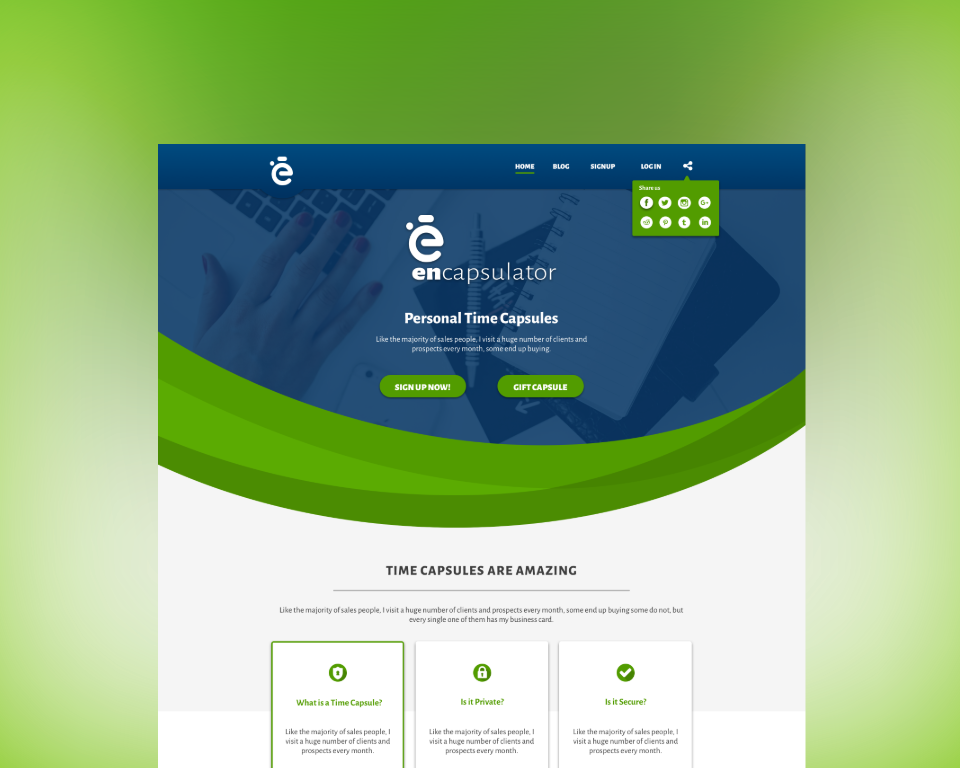 ē
HOME BLOG SIGNUP LOG IN
Share us
ē
encapsulator
Personal Time Capsules
Like the majority of sales people, I visit a huge number of clients and
prospects every month, some end up buying.
SIGN UP NOW! GIFT CAPSULE
TIME CAPSULES ARE AMAZING
Like the majority of sales people, I visit a huge number of clients and prospects every month, some end up buying some do not, but
every single one of them has my business card.
What is a Time Capsule?
Like the majority of sales people, I
visit a huge number of clients and
prospects every month.
Is it Private?
Like the majority of sales people, I
visit a huge number of clients and
prospects every month.
Is it Secure?
Like the majority of sales people, I
visit a huge number of clients and
prospects every month.